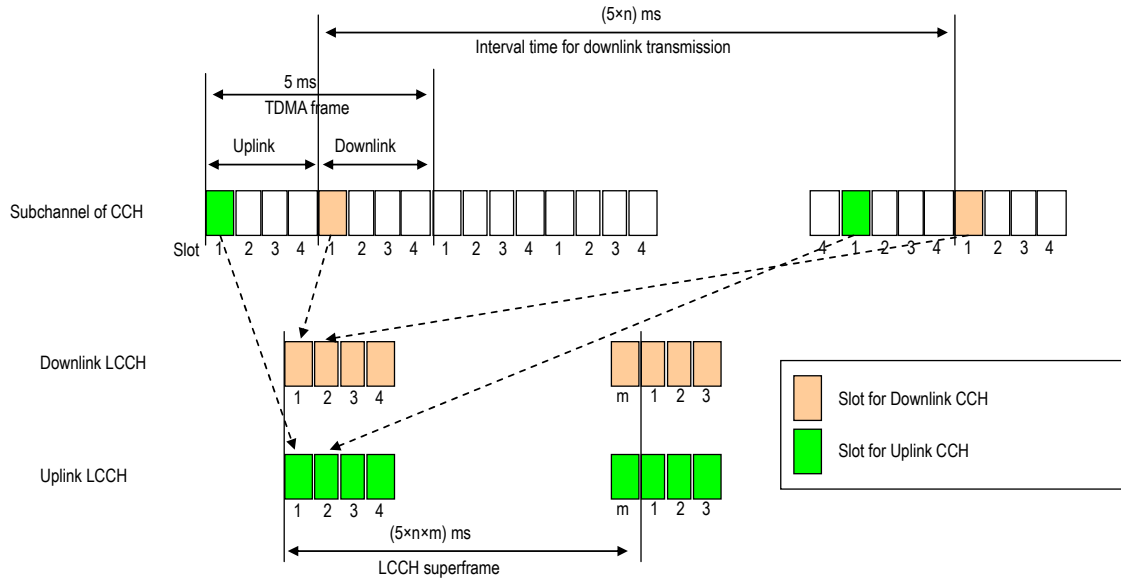 (5×n) ms
Interval time for downlink transmission
5 ms
TDMA frame
Uplink Downlink
Subchannel of CCH
Slot 1 2 3 4 1 2 3 4 1 2 3 4 1 2 3 4 4 1 2 3 4 1 2 3 4
Downlink LCCH
1 2 3 4 m 1 2 3
Slot for Downlink CCH
Slot for Uplink CCH
Uplink LCCH
1 2 3 4 m 1 2 3
(5×n×m) ms
LCCH superframe